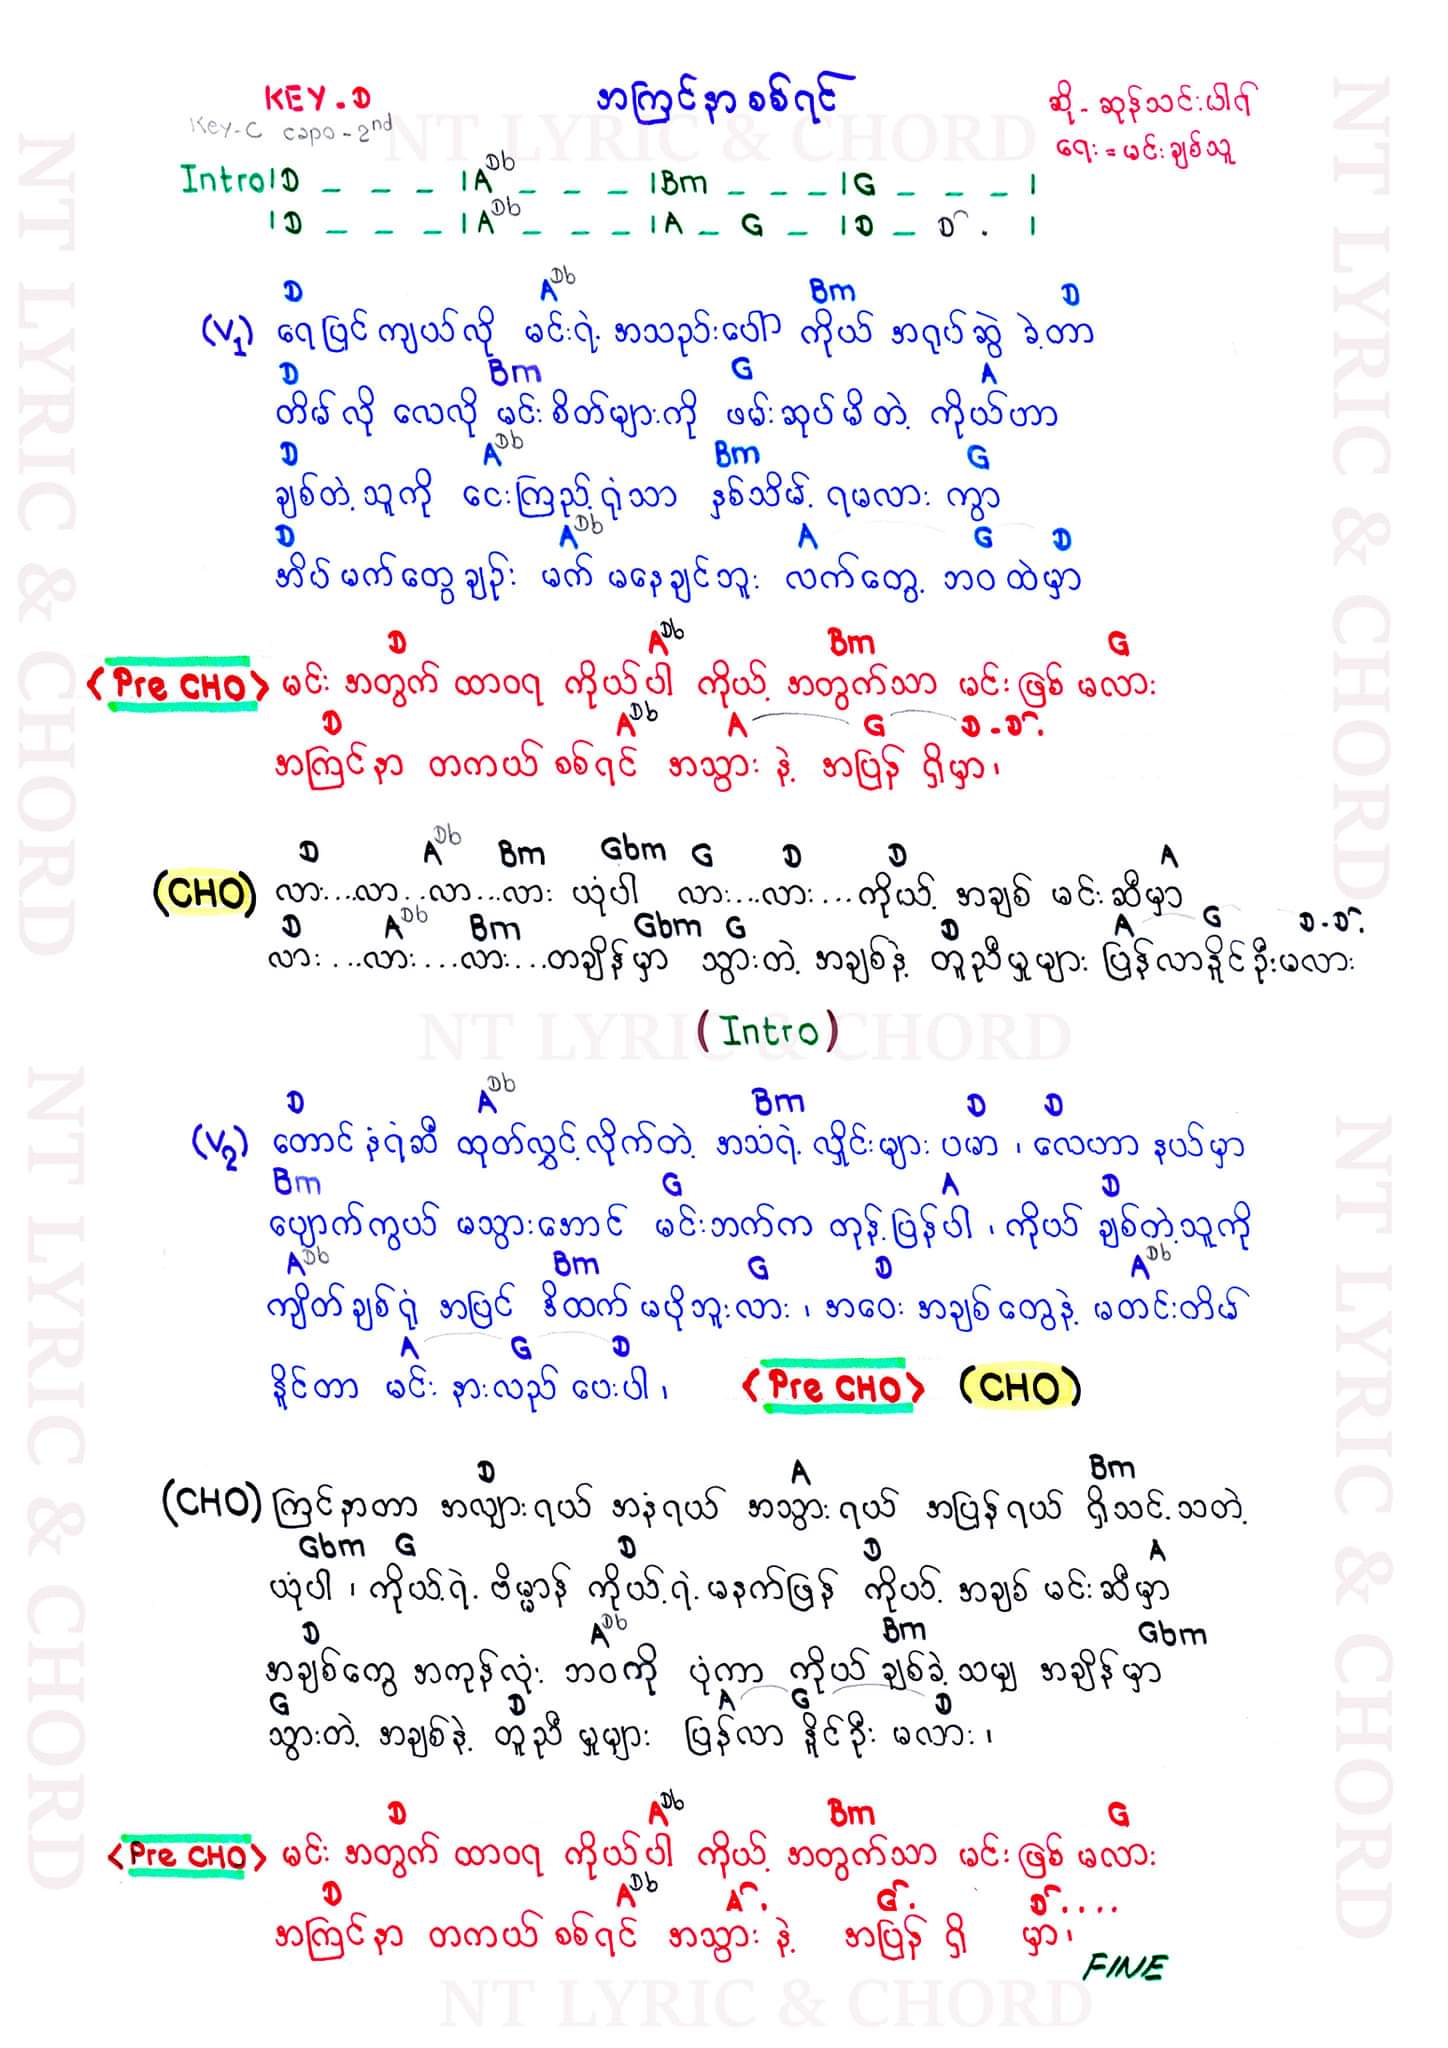 KEY.D
အကြင်နာစစ်ရင်
ဆို - ဆုန်သင်းပါရ်
Key-C capo-2nd
ရေး = မင်းချစ်သူ
Intro|D _ _ _ |A Db _ _ _ |Bm _ _ _ |G _ _ _ |
|D _ _ _ |A Db _ _ _ |A _ G _ |D _ D . |
D A Db Bm D
(V1) ရေပြင်ကျယ်လို မင်းရဲ့အသည်းပေါ် ကိုယ် အရုပ်ဆွဲ ခဲ့တာ
D Bm G A
တိမ်လို လေလို မင်းစိတ်များကို ဖမ်းဆုပ်မိတဲ့ ကိုယ်ဟာ
D A Db Bm G
ချစ်တဲ့သူကို ငေးကြည့်ရုံသာ နှစ်သိမ့် ရမလား ကွာ
D A Db A G D
အိပ်မက်တွေချည်း မက် မနေချင်ဘူး လက်တွေ့ ဘဝထဲမှာ
D A Db Bm G
<Pre CHO> မင်း အတွက် ထာဝရ ကိုယ်ပါ ကိုယ့် အတွက်သာ မင်းဖြစ်မလား
D A Db A G D-D.
အကြင်နာ တကယ်စစ်ရင် အသွား နဲ့ အပြန် ရှိမှာ၊
D A Db Bm Gbm G D D A
(CHO) လား...လာ..လာ...လား ယုံပါ လား...လား...ကိုယ့် အချစ် မင်းဆီမှာ
D A Db Bm Gbm G D A G D-D.
လား...လား...လား...တချိန်မှာ သွားတဲ့ အချစ်နဲ့ တူညီမှုများ ပြန်လာနိုင်ဦးမလား
(Intro)
D A Db Bm D D
(V2) တောင်နံရံဆီ ထုတ်လွှင့်လိုက်တဲ့ အသံရဲ့လှိုင်းများ ပမာ ၊ လေဟာနယ်မှာ
Bm G A D
ပျောက်ကွယ် မသွားအောင် မင်းဘက်က တုန့်ပြန်ပါ ၊ ကိုယ် ချစ်တဲ့သူကို
A Db Bm G D A Db
ကျိတ်ချစ်ရုံ အပြင် ဒီထက် မပိုဘူးလား ၊ အဝေး အချစ်တွေနဲ့ မတင်းတိမ်
A G D
နိုင်တာ မင်း နားလည် ပေးပါ ၊ <Pre CHO> (CHO)
D A Bm
(CHO) ကြင်နာတာ အလျားရယ် အနံရယ် အသွားရယ် အပြန်ရယ် ရှိသင့်သတဲ့
Gbm G D D A
ယုံပါ ၊ ကိုယ့်ရဲ့ ဗိမ္မာန် ကိုယ့်ရဲ့မနက်ဖြန် ကိုယ့် အချစ် မင်းဆီမှာ
D A Db Bm Gbm
အချစ်တွေ အကုန်လုံး ဘဝကို ပုံကာ ကိုယ် ချစ်ခဲ့သမျှ အချိန်မှာ
G D A G D
သွားတဲ့ အချစ်နဲ့ တူညီ မှုများ ပြန်လာ နိုင်ဦး မလား ၊
D A Db Bm G
<Pre CHO> မင်း အတွက် ထာဝရ ကိုယ်ပါ ကိုယ့် အတွက်သာ မင်းဖြစ်မလား
D A Db A. G. D....
အကြင်နာ တကယ်စစ်ရင် အသွား နဲ့ အပြန် ရှိ မှာ၊
FINE
NT LYRIC & CHORD
NT LYRIC & CHORD
NT LYRIC & CHORD
NT LYRIC & CHORD
NT LYRIC & CHORD
NT LYRIC & CHORD
NT LYRIC & CHORD